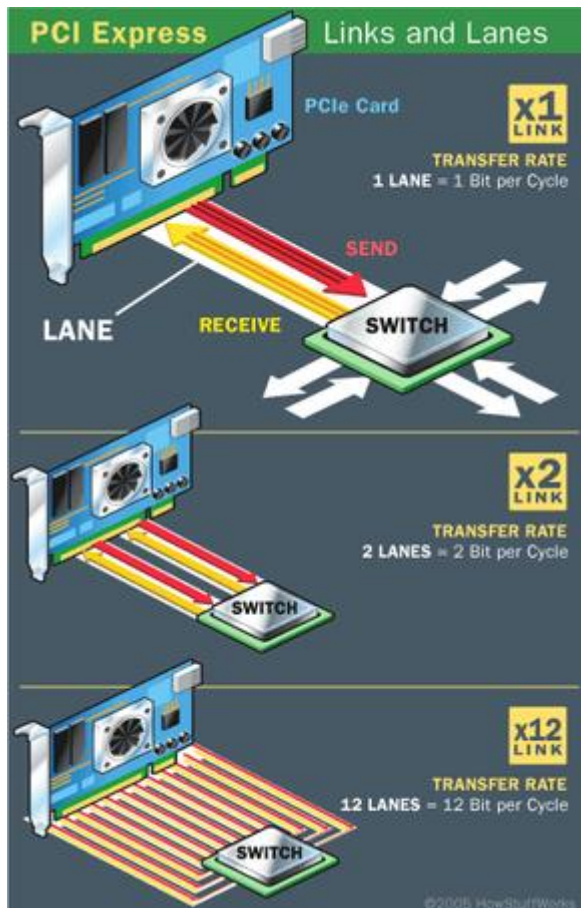 PCI Express Links and Lanes
PCIe Card
x1
LINK
TRANSFER RATE
1 LANE = 1 Bit per Cycle
SEND
LANE
RECEIVE
SWITCH
x2
LINK
TRANSFER RATE
2 LANES = 2 Bit per Cycle
SWITCH
x12
LINK
TRANSFER RATE
12 LANES = 12 Bit per Cycle
SWITCH
©2005 HowStuffWorks